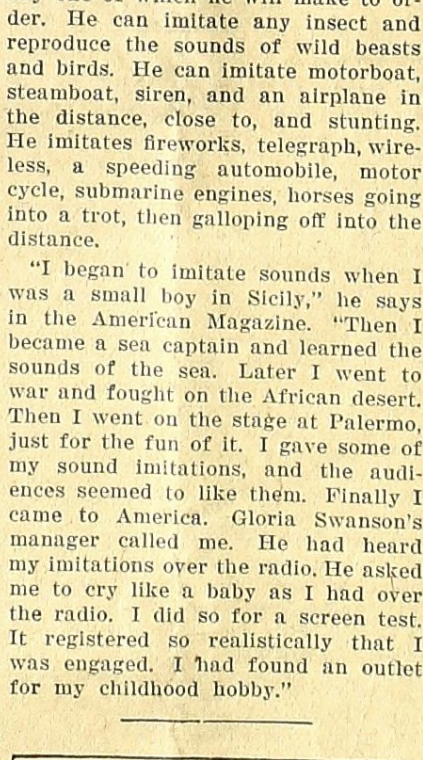 der. He can imitate any insect and
reproduce the sounds of wild beasts
and birds. He can imitate motorboat,
steamboat, siren, and an airplane in
the distance, close to, and stunting.
He imitates fireworks, telegraph, wire-
less, a speeding automobile, motor
cycle, submarine engines, horses going
into a trot, then galloping off into the
distance.
"I began to imitate sounds when I
was a small boy in Sicily," he says
in the American Magazine. "Then I
became a sea captain and learned the
sounds of the sea. Later I went to
war and fought on the African desert.
Then I went on the stage at Palermo,
just for the fun of it. I gave some of
my sound imitations, and the audi-
ences seemed to like them. Finally I
came to America. Gloria Swanson's
manager called me. He had heard
my imitations over the radio. He asked
me to cry like a baby as I had over
the radio. I did so for a screen test.
It registered so realistically that I
was engaged. I had found an outlet
for my childhood hobby."